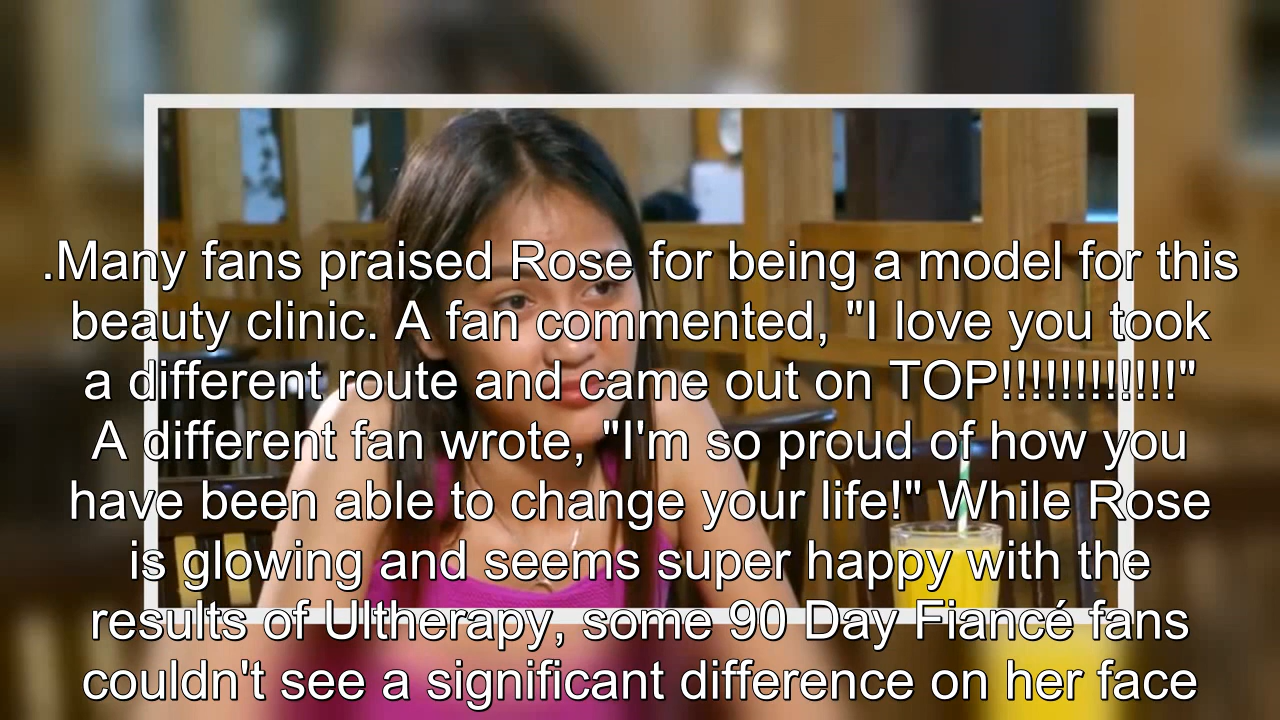 .Many fans praised Rose for being a model for this
beauty clinic. A fan commented, "I love you took
a different route and came out on TOP!!!!!!!!!!!!"
A different fan wrote, "I'm so proud of how you
have been able to change your life!" While Rose
is glowing and seems super happy with the
results of Ultherapy, some 90 Day Fiancé fans
couldn't see a significant difference on her face